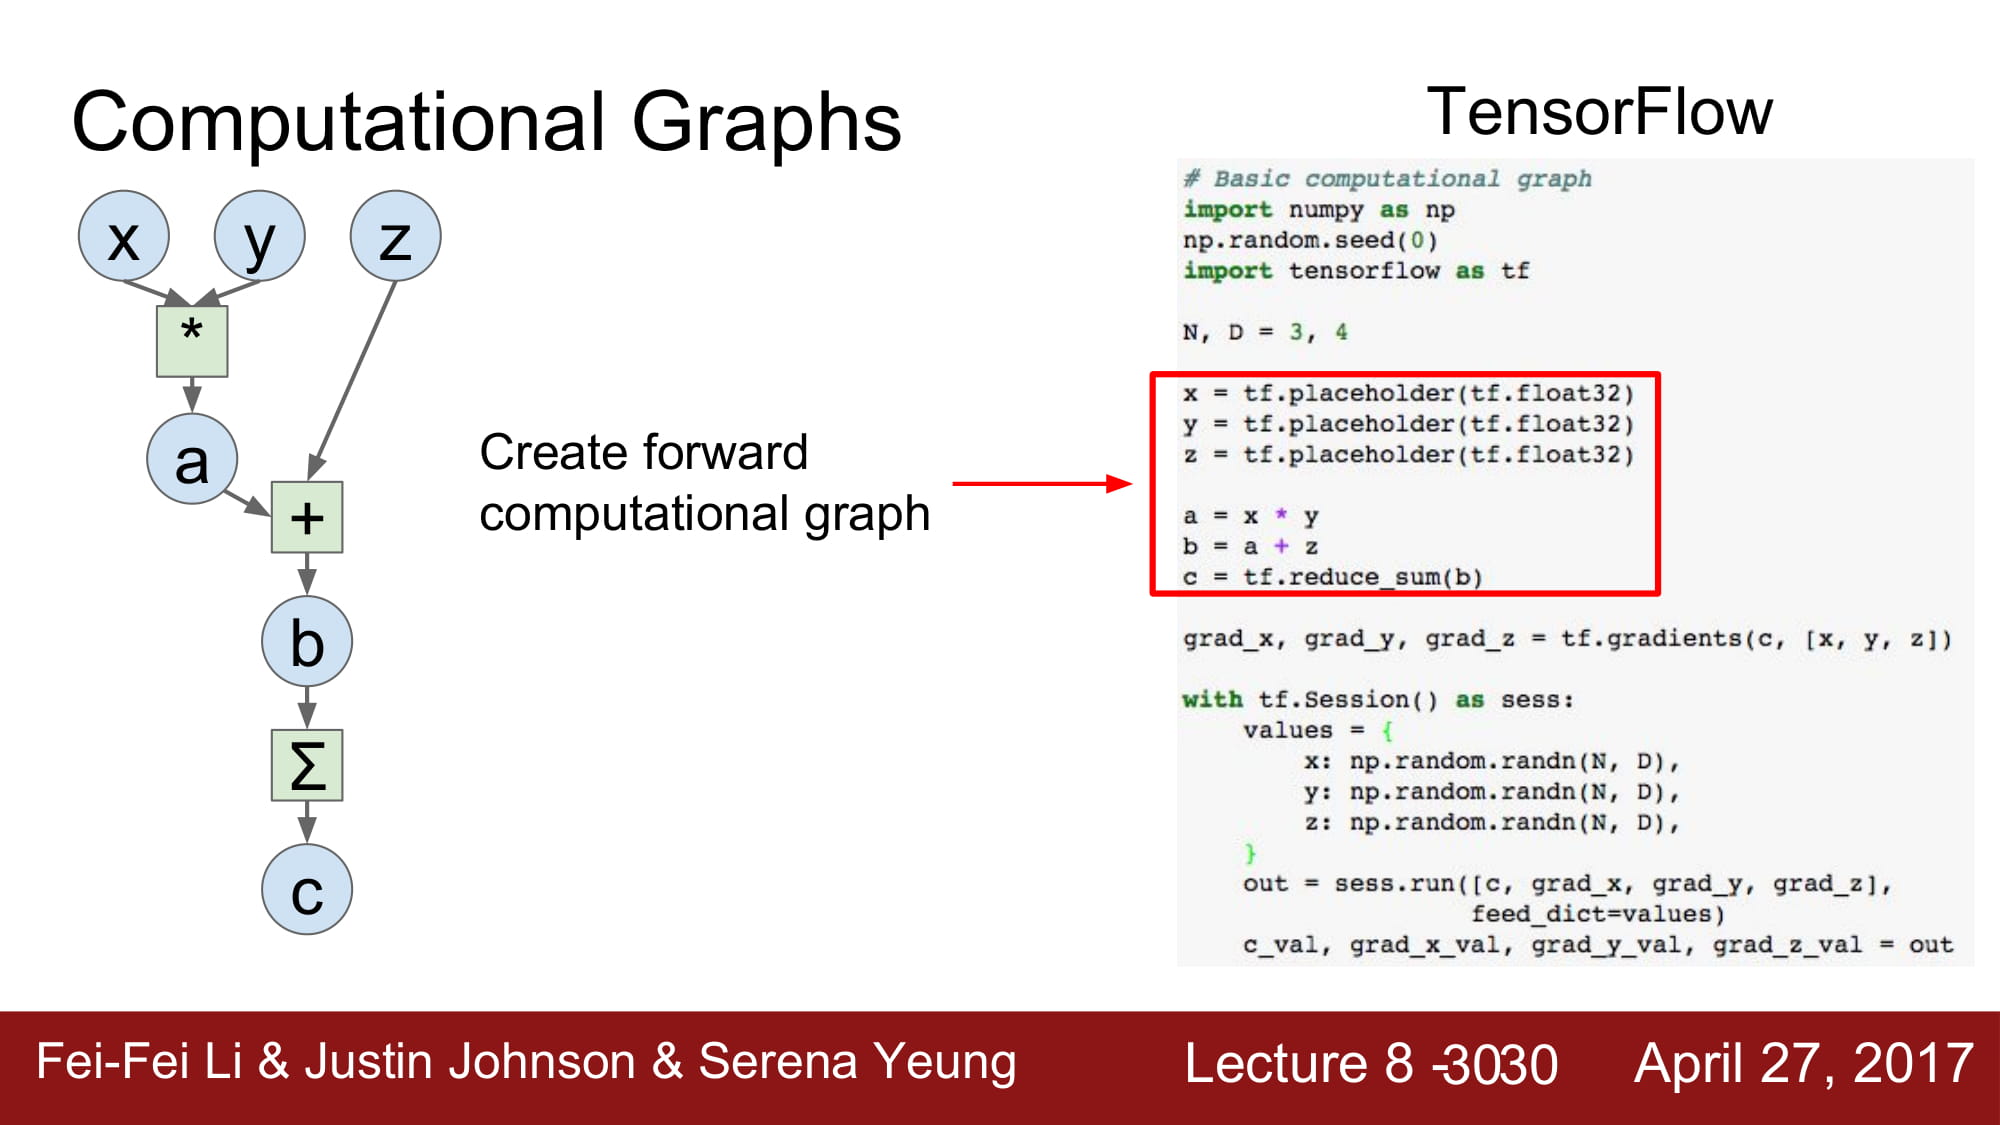 Computational Graphs
x y z
*
a
+
b
Σ
c
Create forward
computational graph
TensorFlow
# Basic computational graph
import numpy as np
np.random.seed(0)
import tensorflow as tf
N, D = 3, 4
x = tf.placeholder(tf.float32)
y = tf.placeholder(tf.float32)
z = tf.placeholder(tf.float32)
a = x * y
b = a + z
c = tf.reduce_sum(b)
grad_x, grad_y, grad_z = tf.gradients(c, [x, y, z])
with tf.Session() as sess:
    values = {
        x: np.random.randn(N, D),
        y: np.random.randn(N, D),
        z: np.random.randn(N, D),
    }
    out = sess.run([c, grad_x, grad_y, grad_z],
                   feed_dict=values)
    c_val, grad_x_val, grad_y_val, grad_z_val = out
Fei-Fei Li & Justin Johnson & Serena Yeung Lecture 8 -3030 April 27, 2017